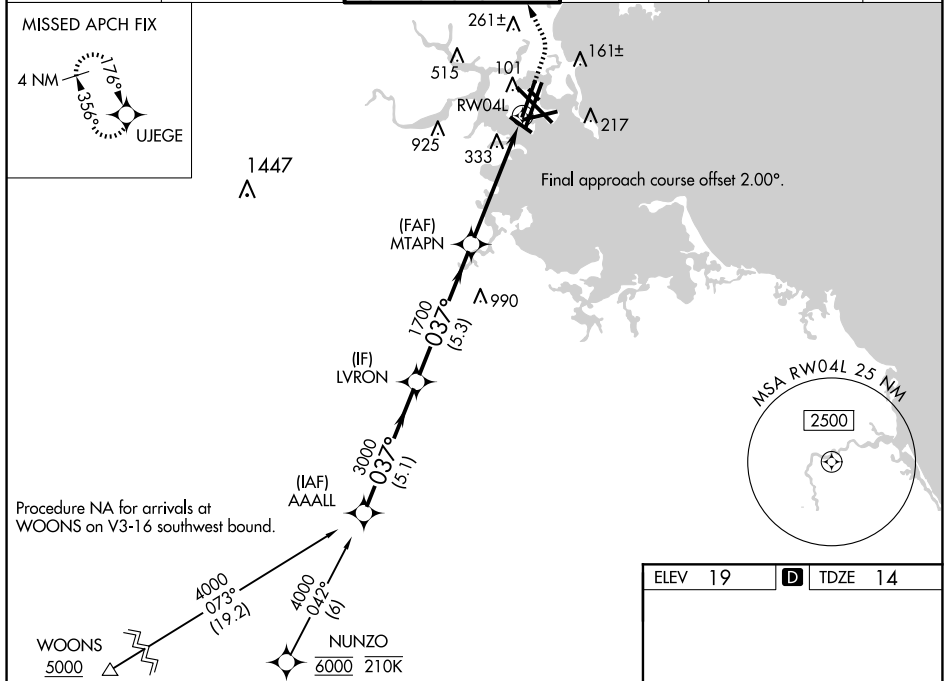 MISSED APCH FIX
4 NM
176°
356°
UJEGE
261±
515
101
161±
RW04L
217
925
333
1447
Final approach course offset 2.00°.
(FAF)
MTAPN
990
1700
037°
(5.3)
(IF)
LVRON
MSA RW04L 25 NM
2500
3000
037°
(5.1)
(IAF)
AAALL
Procedure NA for arrivals at
WOONS on V3-16 southwest bound.
4000
073°
(19.2)
4000
042°
(6)
WOONS
5000
NUNZO
6000 210K
ELEV 19 D TDZE 14